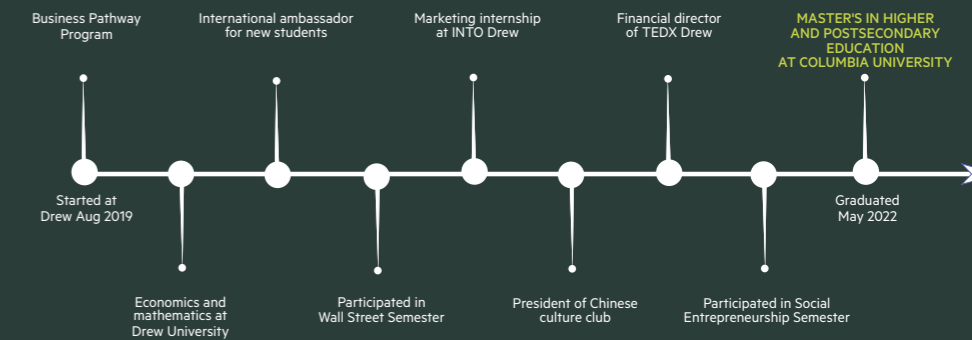 Business Pathway
Program
International ambassador
for new students
Marketing internship
at INTO Drew
Financial director
of TEDX Drew
MASTER'S IN HIGHER
AND POSTSECONDARY
EDUCATION
AT COLUMBIA UNIVERSITY
Started at
Drew Aug 2019
Graduated
May 2022
Economics and
mathematics at
Drew University
Participated in
Wall Street Semester
President of Chinese
culture club
Participated in Social
Entrepreneurship Semester